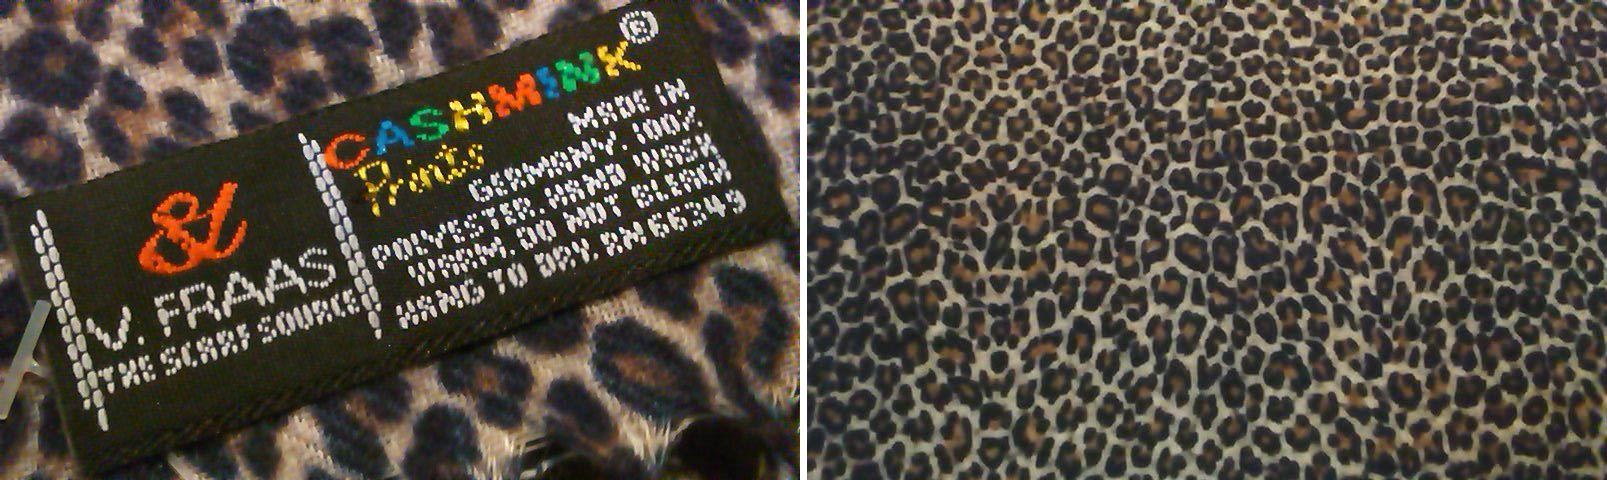 V. FRAAS
THE SCARF SOURCE
CASHMINK®
Prints
MADE IN
GERMANY. 100%
POLYESTER. HAND WASH
WARM. DO NOT BLEACH
HANG TO DRY. RN 66349